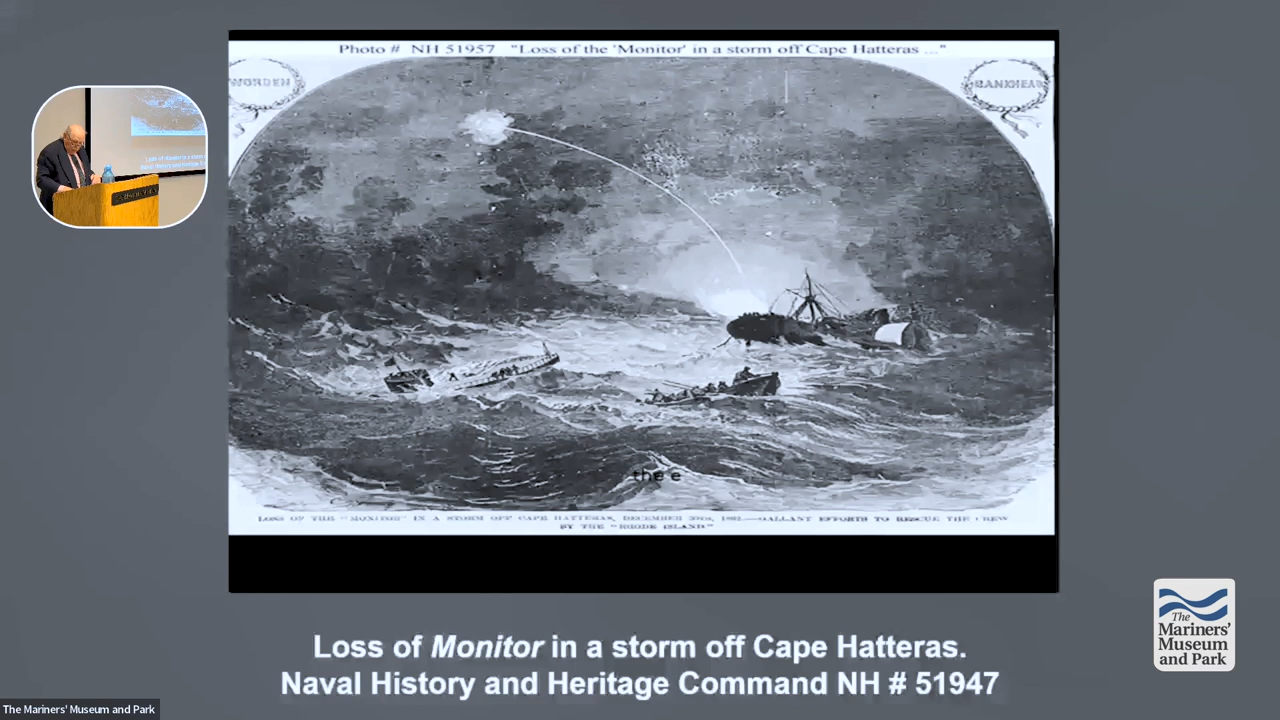 Photo # NH 51957 "Loss of the 'Monitor' in a storm off Cape Hatteras ..."
WORDEN
BANKHEAD
the e
LOSS OF THE "MONITOR" IN A STORM OFF CAPE HATTERAS, DECEMBER 30TH, 1862.—GALLANT EFFORTS TO RESCUE THE CREW
BY THE "RHODE ISLAND"
Loss of Monitor in a storm off Cape Hatteras.
Naval History and Heritage Command NH # 51947
The
Mariners'
Museum
and Park
The Mariners' Museum and Park